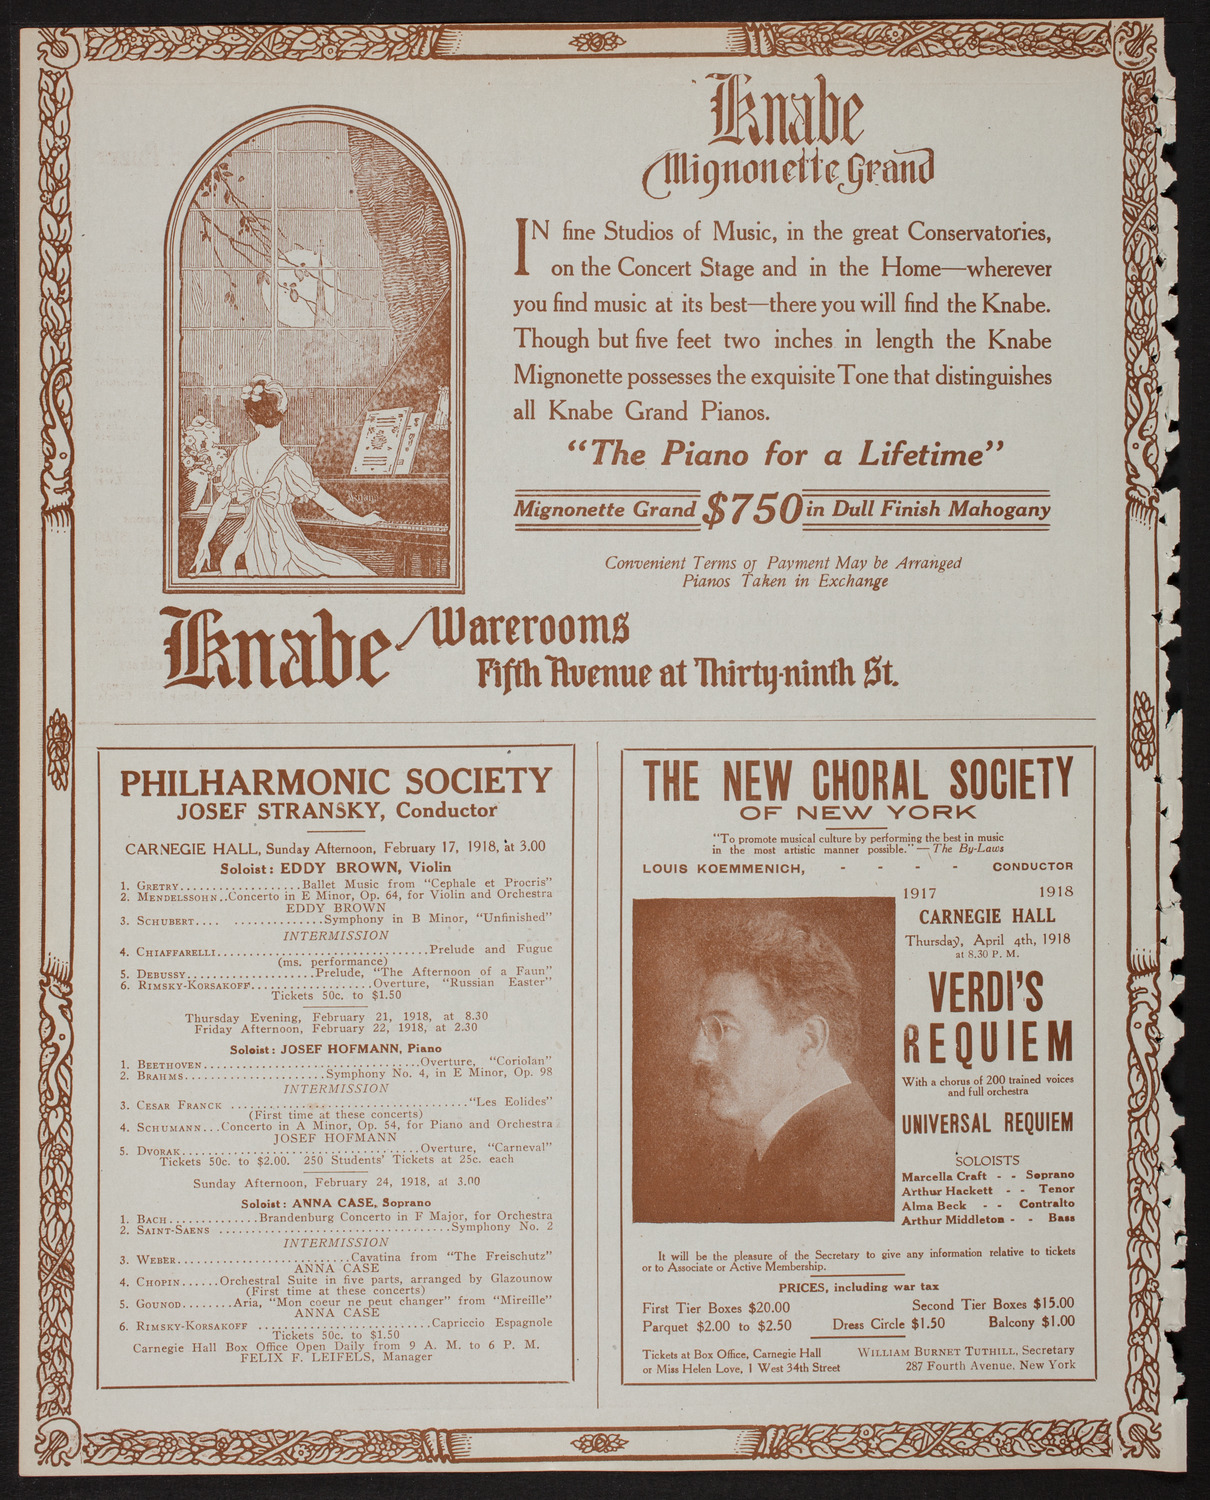 Knabe
Mignonette Grand
IN fine Studios of Music, in the great Conservatories,
on the Concert Stage and in the Home—wherever
you find music at its best—there you will find the Knabe.
Though but five feet two inches in length the Knabe
Mignonette possesses the exquisite Tone that distinguishes
all Knabe Grand Pianos.
"The Piano for a Lifetime"
Mignonette Grand $750 in Dull Finish Mahogany
Convenient Terms of Payment May be Arranged
Pianos Taken in Exchange
Knabe Warerooms
Fifth Avenue at Thirty-ninth St.
PHILHARMONIC SOCIETY
JOSEF STRANSKY, Conductor
CARNEGIE HALL, Sunday Afternoon, February 17, 1918, at 3.00
Soloist: EDDY BROWN, Violin
1. GRETRY....................Ballet Music from "Cephale et Procris"
2. MENDELSSOHN..Concerto in E Minor, Op. 64, for Violin and Orchestra
EDDY BROWN
3. SCHUBERT.... ...............Symphony in B Minor, "Unfinished"
INTERMISSION
4. CHIAFFARELLI..................................Prelude and Fugue
(ms. performance)
5. DEBUSSY....................Prelude, "The Afternoon of a Faun"
6. RIMSKY-KORSAKOFF...................Overture, "Russian Easter"
Tickets 50c. to $1.50
Thursday Evening, February 21, 1918, at 8.30
Friday Afternoon, February 22, 1918, at 2.30
Soloist: JOSEF HOFMANN, Piano
1. BEETHOVEN..................................Overture, "Coriolan"
2. BRAHMS......................Symphony No. 4, in E Minor, Op. 98
INTERMISSION
3. CESAR FRANCK ....................................."Les Eolides"
(First time at these concerts)
4. SCHUMANN...Concerto in A Minor, Op. 54, for Piano and Orchestra
JOSEF HOFMANN
5. DVORAK.....................................Overture, "Carneval"
Tickets 50c. to $2.00. 250 Students' Tickets at 25c. each
Sunday Afternoon, February 24, 1918, at 3.00
Soloist: ANNA CASE, Soprano
1. BACH..............Brandenburg Concerto in F Major, for Orchestra
2. SAINT-SAENS ....................................Symphony No. 2
INTERMISSION
3. WEBER...........................Cavatina from "The Freischutz"
ANNA CASE
4. CHOPIN......Orchestral Suite in five parts, arranged by Glazounow
(First time at these concerts)
5. GOUNOD........Aria, "Mon coeur ne peut changer" from "Mireille"
ANNA CASE
6. RIMSKY-KORSAKOFF ...........................Capriccio Espagnole
Tickets 50c. to $1.50
Carnegie Hall Box Office Open Daily from 9 A. M. to 6 P. M.
FELIX F. LEIFELS, Manager
THE NEW CHORAL SOCIETY
OF NEW YORK
"To promote musical culture by performing the best in music
in the most artistic manner possible."—The By-Laws
LOUIS KOEMMENICH, - - - - CONDUCTOR
1917 1918
CARNEGIE HALL
Thursday, April 4th, 1918
at 8.30 P. M.
VERDI'S
REQUIEM
With a chorus of 200 trained voices
and full orchestra
UNIVERSAL REQUIEM
SOLOISTS
Marcella Craft - - Soprano
Arthur Hackett - - Tenor
Alma Beck - - Contralto
Arthur Middleton - - Bass
It will be the pleasure of the Secretary to give any information relative to tickets
or to Associate or Active Membership.
PRICES, including war tax
First Tier Boxes $20.00 Second Tier Boxes $15.00
Parquet $2.00 to $2.50 Dress Circle $1.50 Balcony $1.00
Tickets at Box Office, Carnegie Hall
or Miss Helen Love, 1 West 34th Street
WILLIAM BURNET TUTHILL, Secretary
287 Fourth Avenue, New York